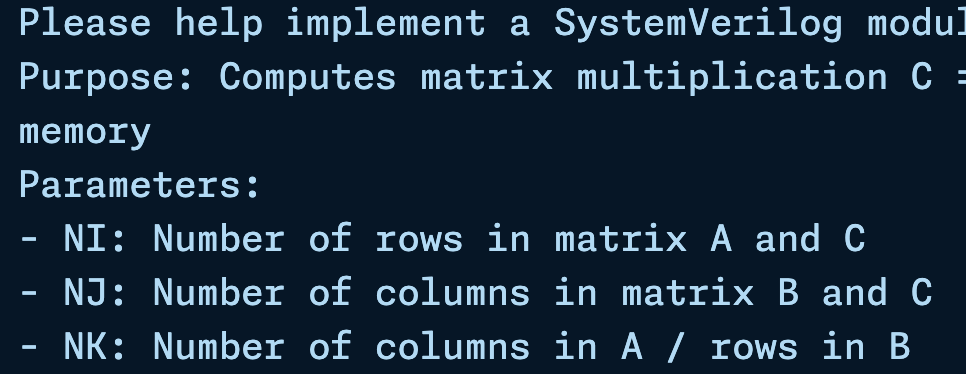 Please help implement a SystemVerilog modul
Purpose: Computes matrix multiplication C =
memory
Parameters:
- NI: Number of rows in matrix A and C
- NJ: Number of columns in matrix B and C
- NK: Number of columns in A / rows in B